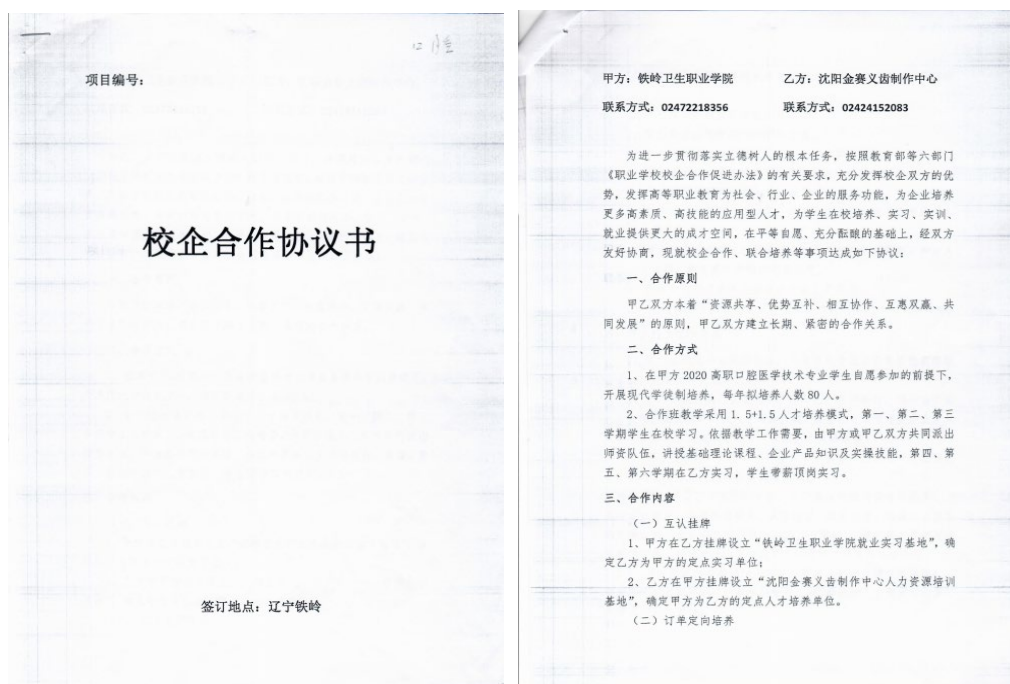 口腔
项目编号：
校企合作协议书
签订地点：辽宁铁岭
甲方：铁岭卫生职业学院 乙方：沈阳金赛义齿制作中心
联系方式：02472218356 联系方式：02424152083
为进一步贯彻落实立德树人的根本任务，按照教育部等六部门
《职业学校校企合作促进办法》的有关要求，充分发挥校企双方的优
势，发挥高等职业教育为社会、行业、企业的服务功能，为企业培养
更多高素质、高技能的应用型人才，为学生在校培养、实习、实训、
就业提供更大的成才空间，在平等自愿、充分酝酿的基础上，经双方
友好协商，现就校企合作、联合培养等事项达成如下协议：
一、合作原则
甲乙双方本着“资源共享、优势互补、相互协作、互惠双赢、共
同发展”的原则，甲乙双方建立长期、紧密的合作关系。
二、合作方式
1、在甲方 2020 高职口腔医学技术专业学生自愿参加的前提下，
开展现代学徒制培养，每年拟培养人数 80 人。
2、合作班教学采用 1.5+1.5 人才培养模式，第一、第二、第三
学期学生在校学习。依据教学工作需要，由甲方或甲乙双方共同派出
师资队伍，讲授基础理论课程、企业产品知识及实操技能，第四、第
五、第六学期在乙方实习，学生带薪顶岗实习。
三、合作内容
（一）互认挂牌
1、甲方在乙方挂牌设立“铁岭卫生职业学院就业实习基地”，确
定乙方为甲方的定点实习单位；
2、乙方在甲方挂牌设立“沈阳金赛义齿制作中心人力资源培训
基地”，确定甲方为乙方的定点人才培养单位。
（二）订单定向培养